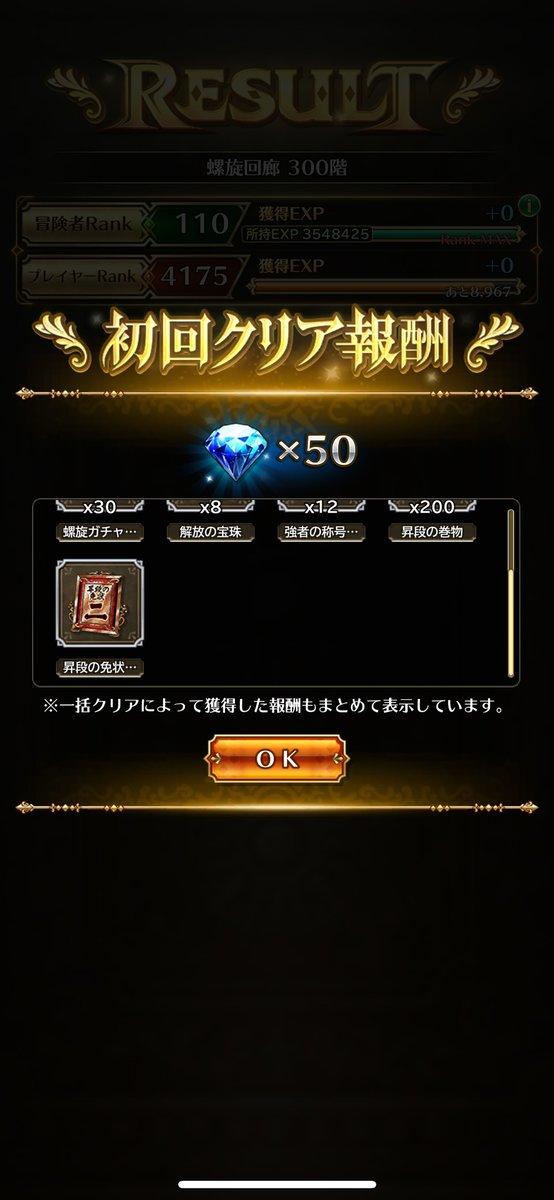 RESULT
螺旋回廊 300階
冒険者Rank 110 獲得EXP +0
所持EXP 3548425 Rank MAX
プレイヤーRank 4175 獲得EXP +0
あと8,967
初回クリア報酬
×50
x30 x8 x12 x200
螺旋ガチャ… 解放の宝珠 強者の称号… 昇段の巻物
二
昇段の免状…
※一括クリアによって獲得した報酬もまとめて表示しています。
OK